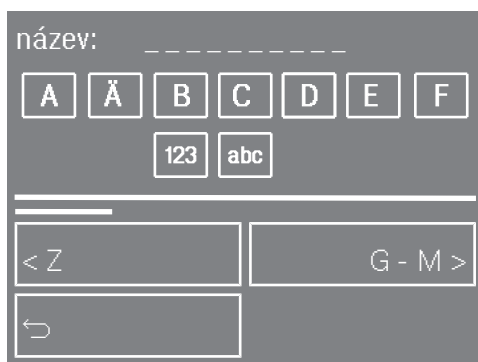 název: _ _ _ _ _ _ _ _ _ _
A Ä B C D E F
123 abc
< Z G - M >